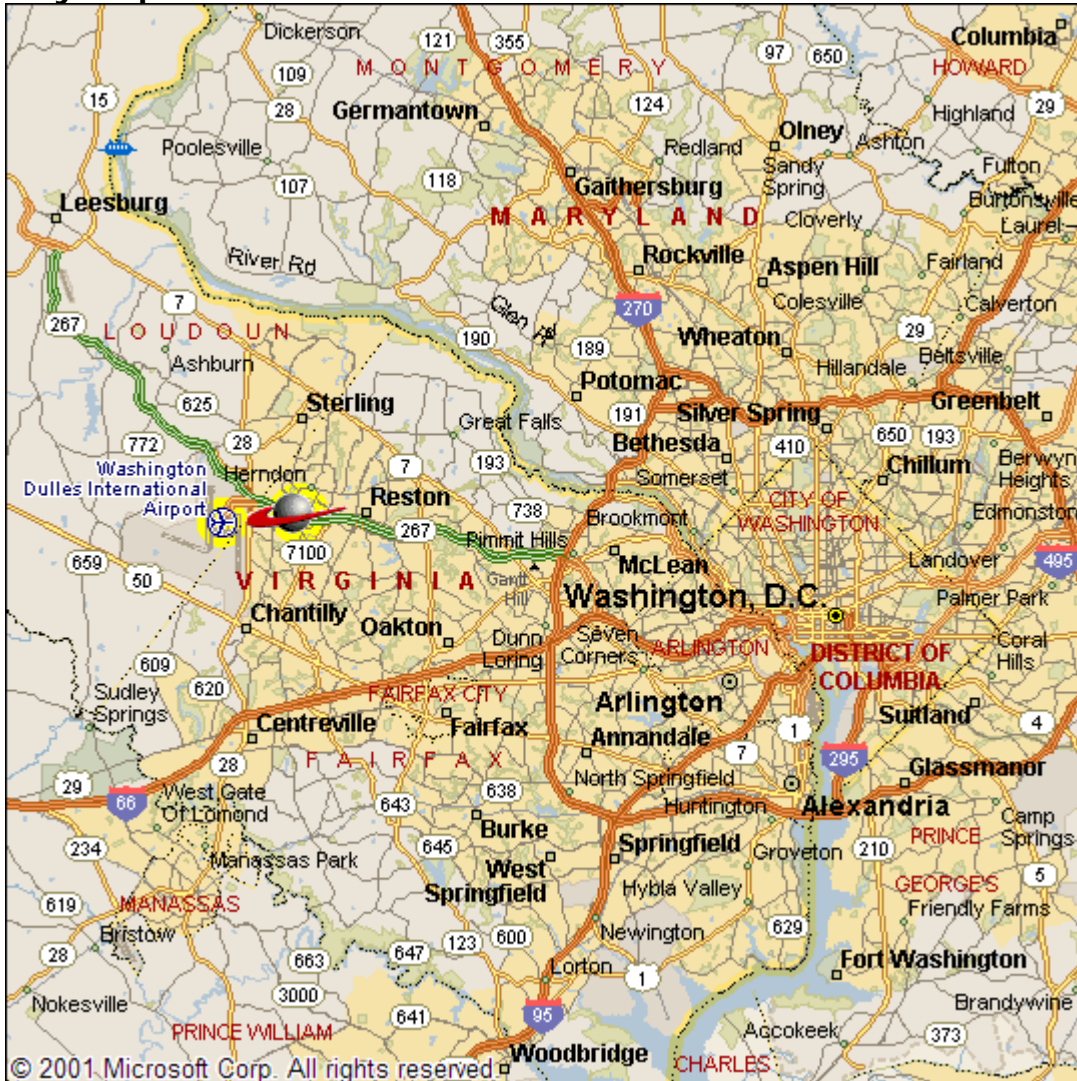 Dickerson
121
355
97
650
Columbia
MONTGOMERY
HOWARD
109
28
15
Germantown
124
Highland
29
Olney
Ashton
Poolesville
Redland
Sandy
Spring
Fulton
107
118
Gaithersburg
Burtonsville
Leesburg
MARYLAND
Cloverly
Laurel
River Rd
Rockville
Aspen Hill
Fairland
7
Colesville
Calverton
270
267
LOUDOUN
190
189
Wheaton
29
Ashburn
Hillandale
Beltsville
Potomac
625
Sterling
191
Silver Spring
Greenbelt
Great Falls
772
28
Bethesda
410
650
193
Washington
Dulles International
Airport
Herndon
7
193
Somerset
Chillum
Berwyn
Heights
Reston
738
CITY OF
WASHINGTON
Brookmont
Edmonston
267
Pimmit Hills
659
7100
McLean
Landover
495
50
VIRGINIA
Gantt
Hill
Washington, D.C.
Palmer Park
Chantilly
Oakton
Dunn
Loring
Seven
Corners
ARLINGTON
DISTRICT OF
COLUMBIA
Coral
Hills
609
620
Sudley
Springs
FAIRFAX CITY
Arlington
Suitland
Centreville
Fairfax
Annandale
1
4
FAIRFAX
7
28
29
66
295
Glassmanor
North Springfield
West Gate
Of Lomond
643
638
Huntington
Alexandria
Burke
Camp
Springs
234
645
Springfield
PRINCE
Manassas Park
West
Springfield
Groveton
210
5
Hybla Valley
GEORGE'S
619
MANASSAS
Friendly Farms
Bristow
123
600
Newington
629
28
647
663
Lorton
1
Fort Washington
Nokesville
3000
95
Brandywine
PRINCE WILLIAM
641
Accokeek
373
Woodbridge
CHARLES
© 2001 Microsoft Corp. All rights reserved.